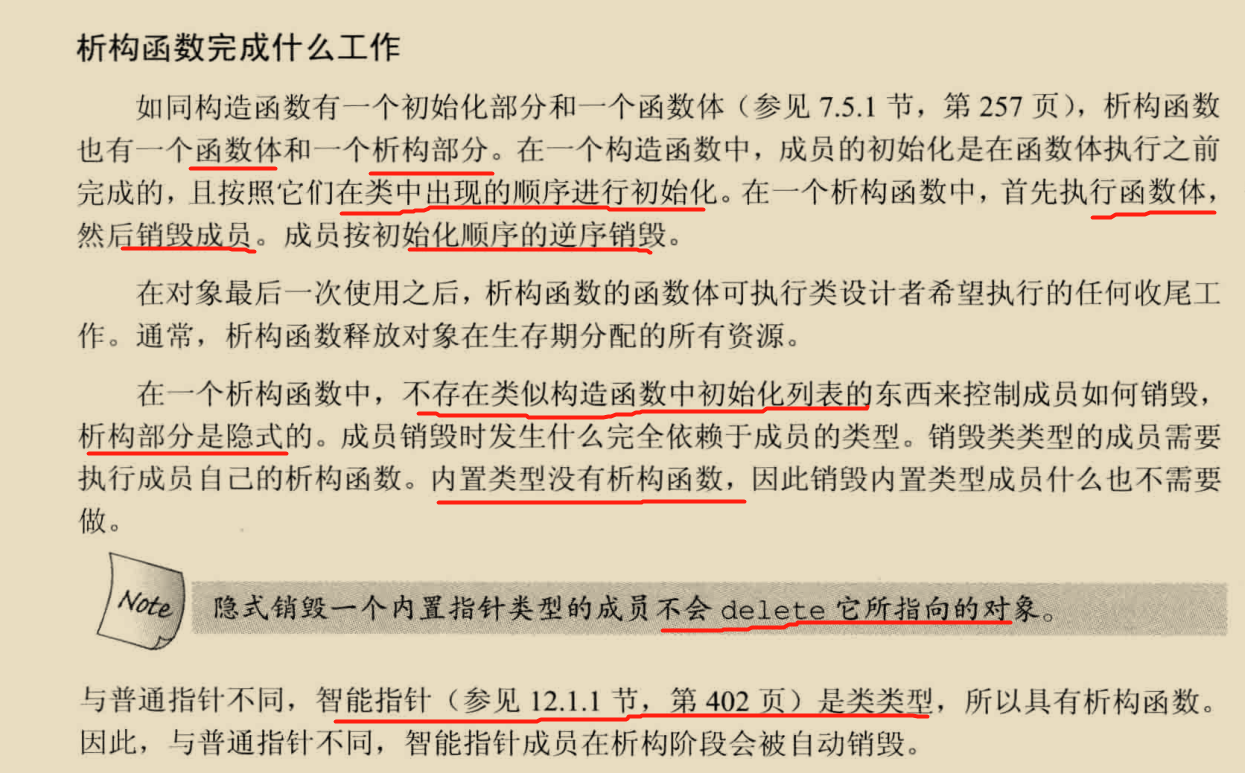 析构函数完成什么工作
如同构造函数有一个初始化部分和一个函数体（参见 7.5.1 节，第 257 页），析构函数
也有一个函数体和一个析构部分。在一个构造函数中，成员的初始化是在函数体执行之前
完成的，且按照它们在类中出现的顺序进行初始化。在一个析构函数中，首先执行函数体，
然后销毁成员。成员按初始化顺序的逆序销毁。
在对象最后一次使用之后，析构函数的函数体可执行类设计者希望执行的任何收尾工
作。通常，析构函数释放对象在生存期分配的所有资源。
在一个析构函数中，不存在类似构造函数中初始化列表的东西来控制成员如何销毁，
析构部分是隐式的。成员销毁时发生什么完全依赖于成员的类型。销毁类类型的成员需要
执行成员自己的析构函数。内置类型没有析构函数，因此销毁内置类型成员什么也不需要
做。
Note 隐式销毁一个内置指针类型的成员不会 delete 它所指向的对象。
与普通指针不同，智能指针（参见 12.1.1 节，第 402 页）是类类型，所以具有析构函数。
因此，与普通指针不同，智能指针成员在析构阶段会被自动销毁。